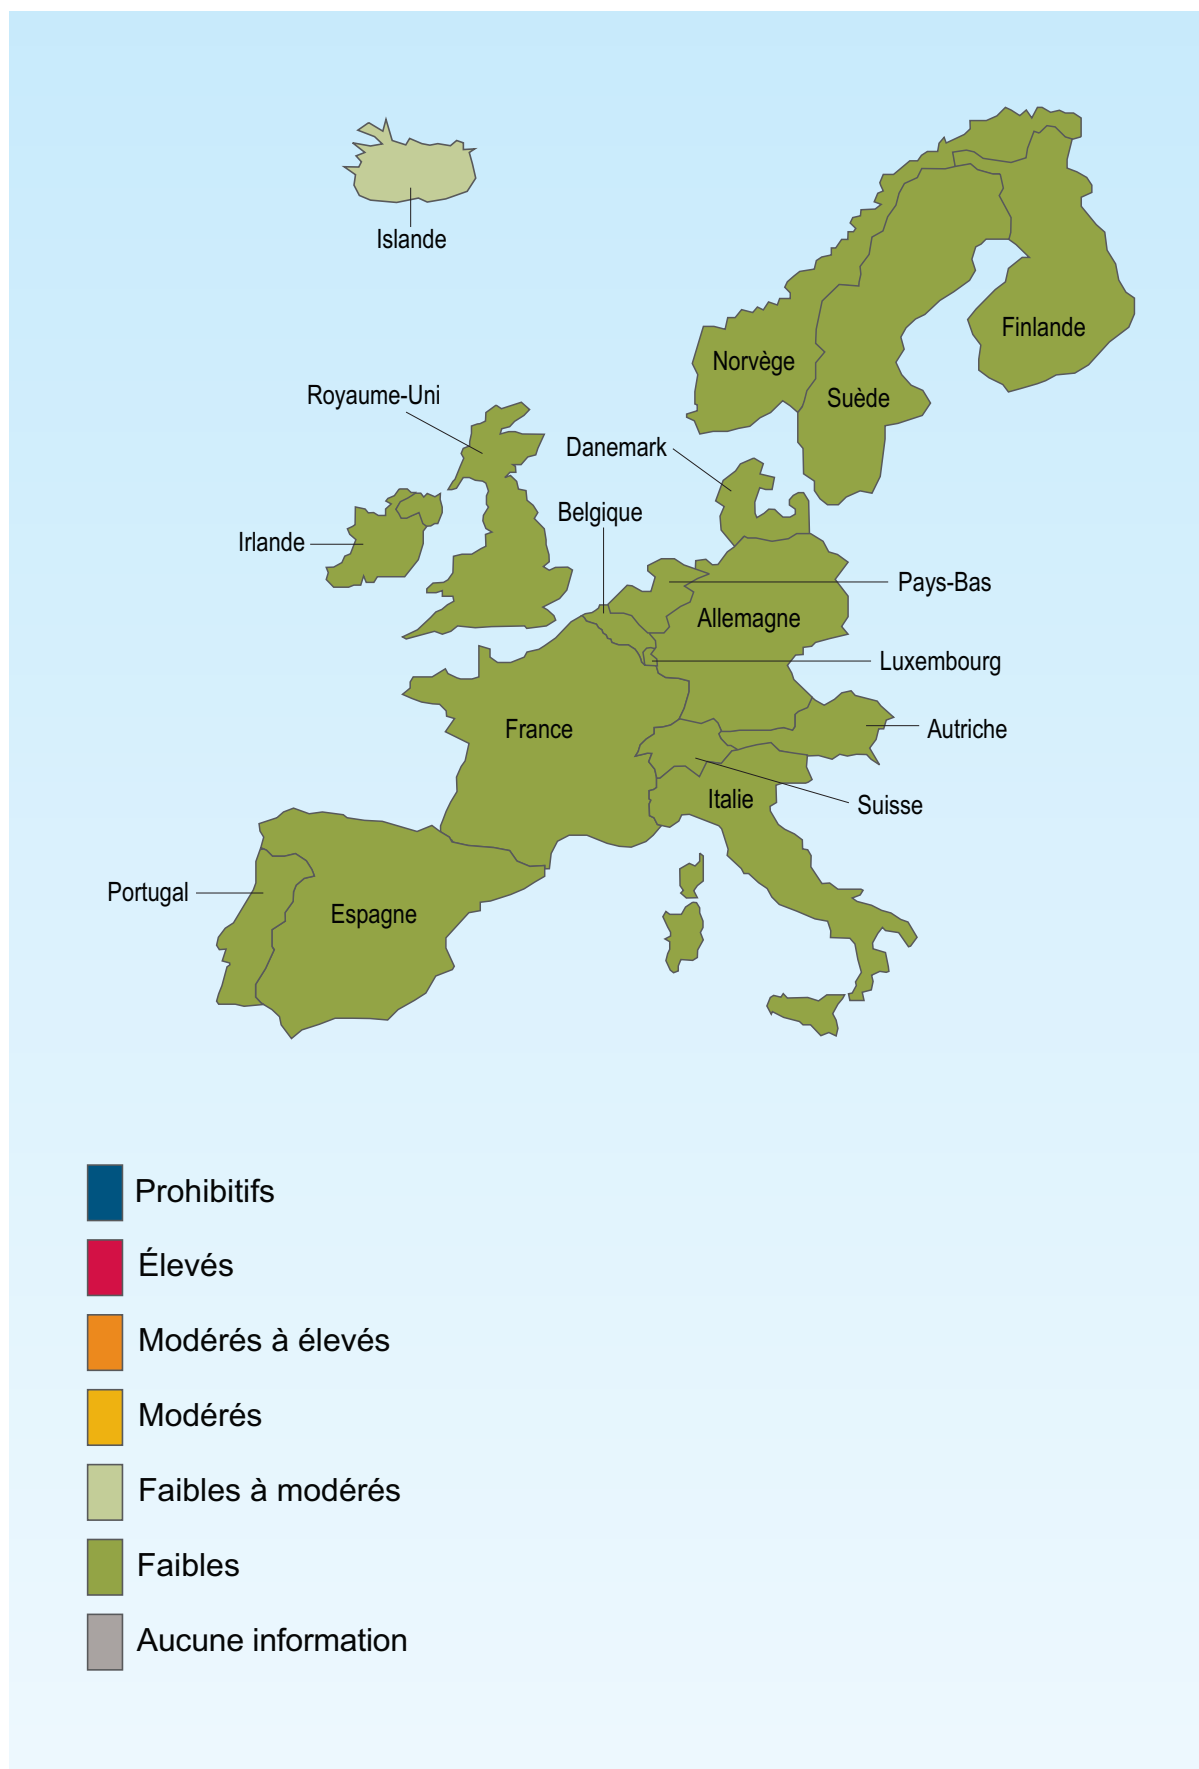 Islande
Finlande
Norvège
Royaume-Uni
Suède
Danemark
Belgique
Irlande
Pays-Bas
Allemagne
Luxembourg
France
Autriche
Italie
Suisse
Portugal
Espagne
Prohibitifs
Élevés
Modérés à élevés
Modérés
Faibles à modérés
Faibles
Aucune information